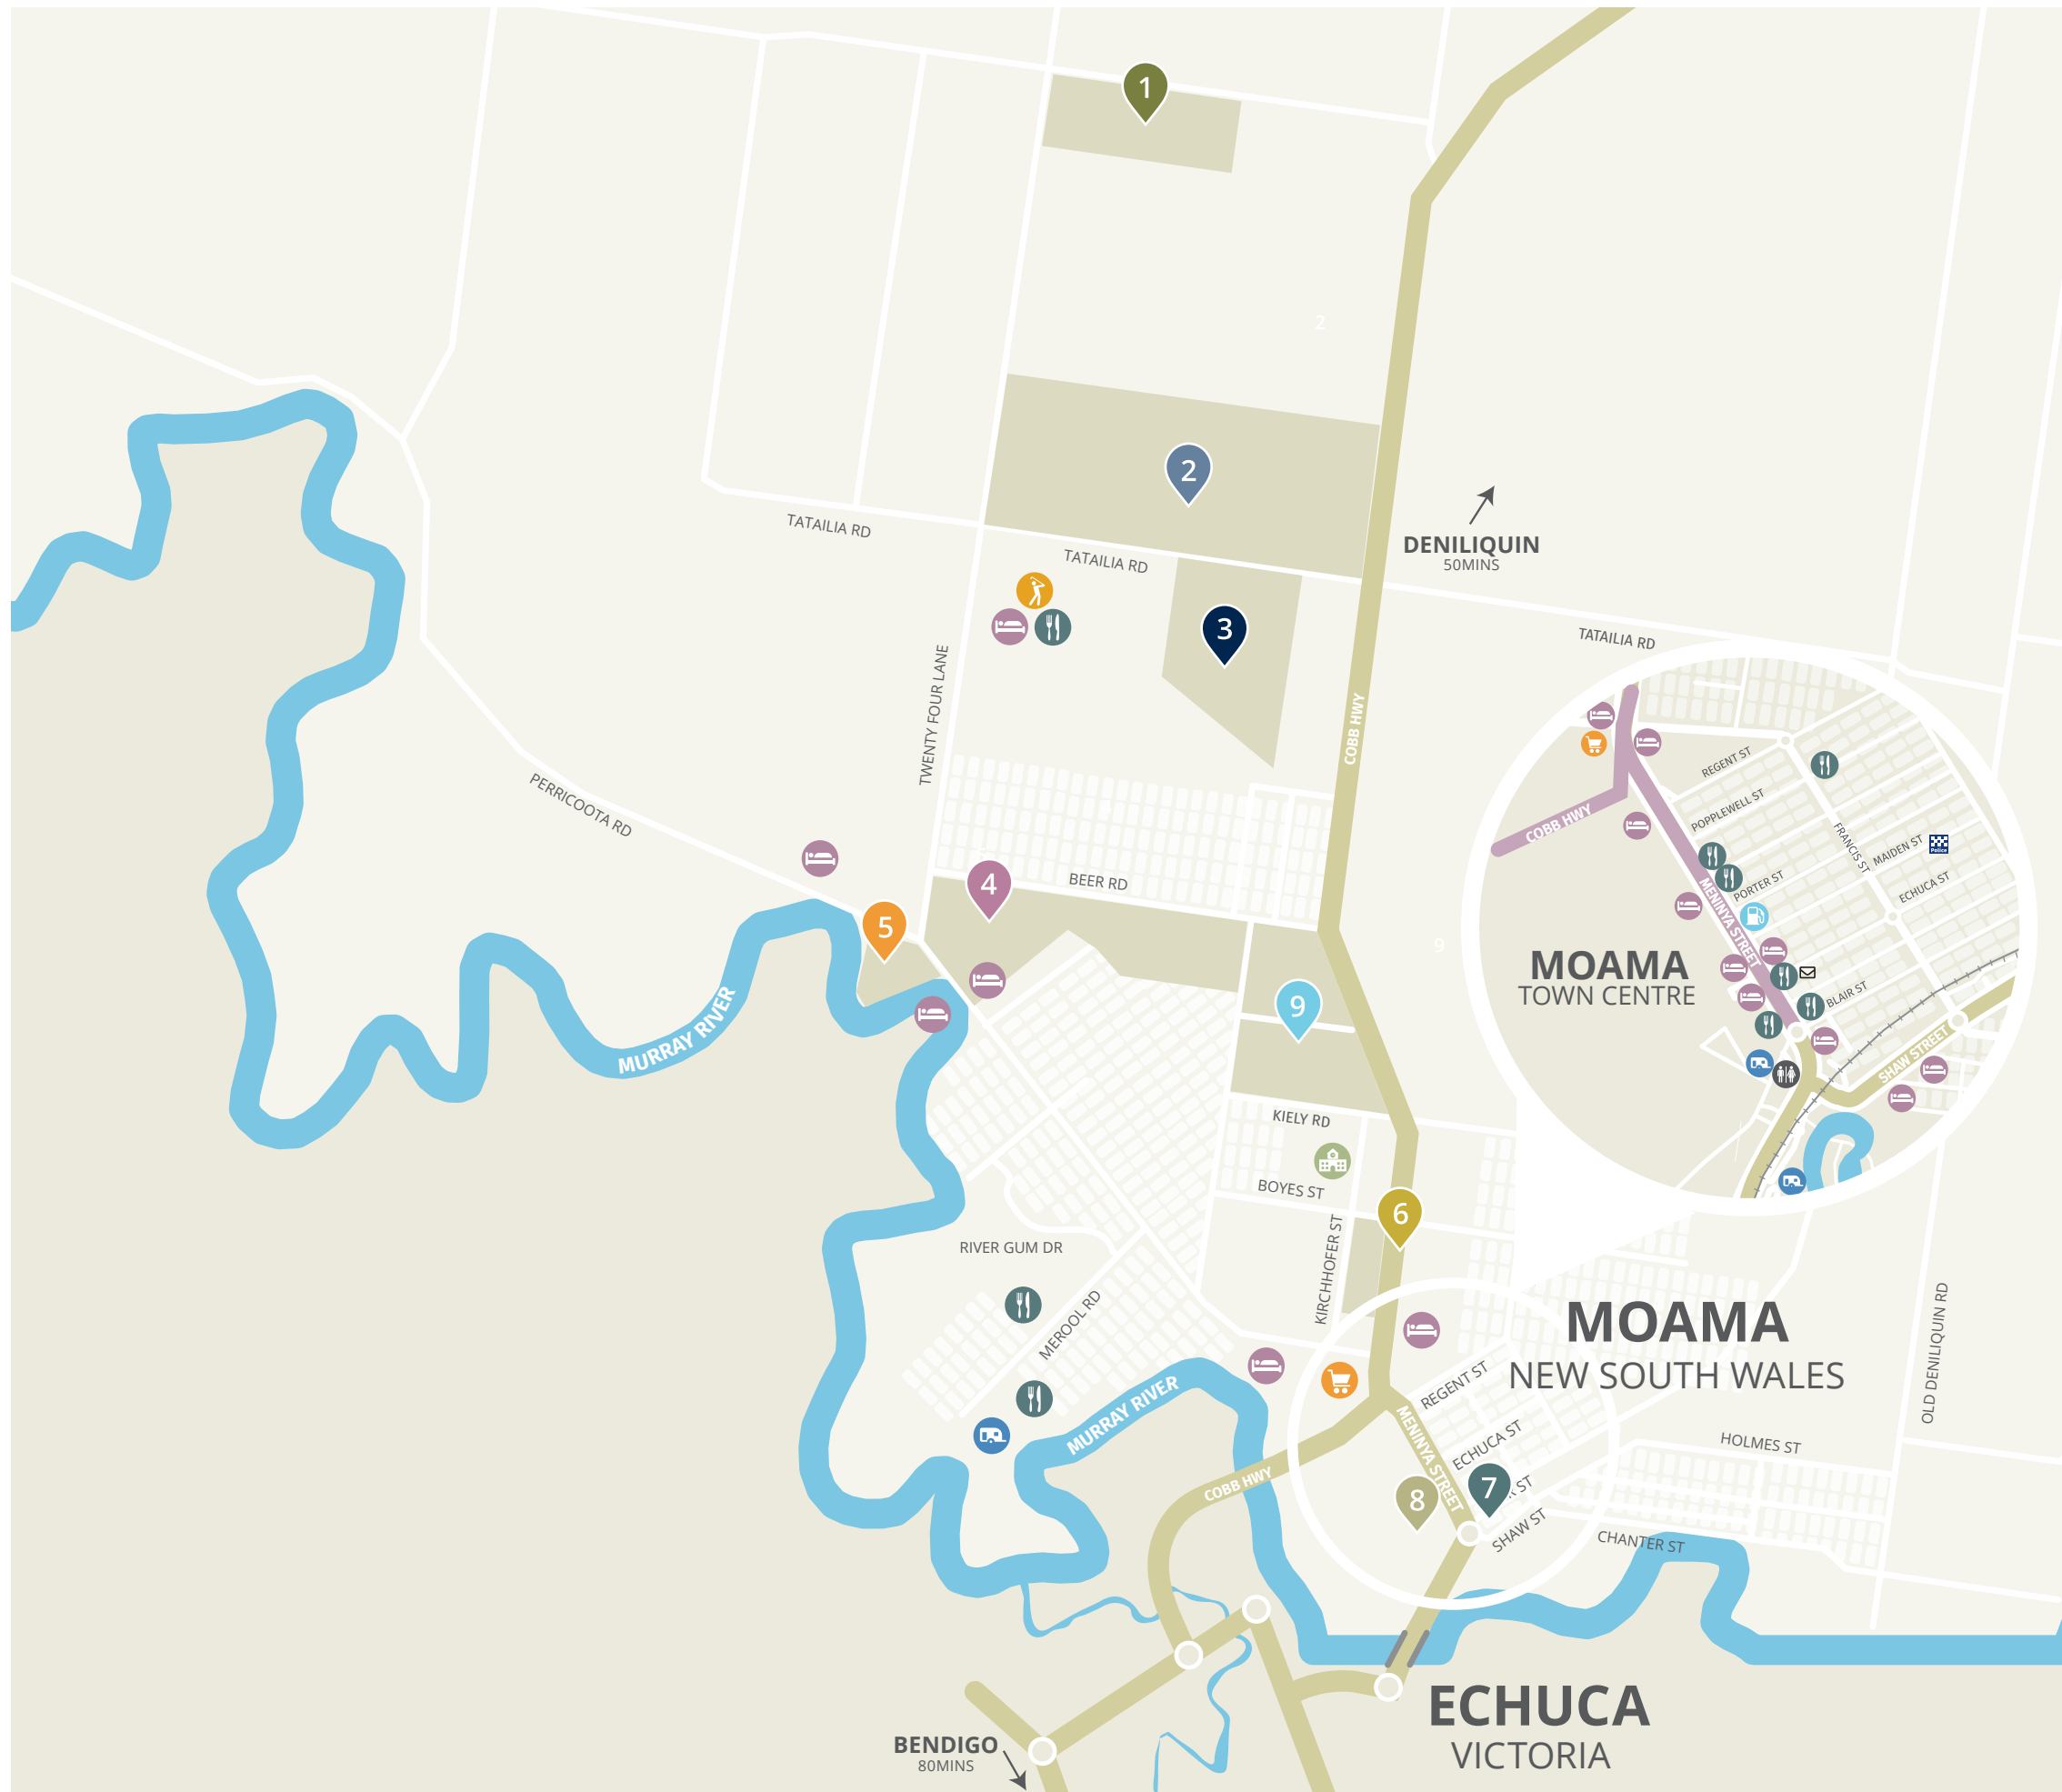 1
2
2
TATAILIA RD
TATAILIA RD
DENILIQUIN
50MINS
3
TATAILIA RD
TWENTY FOUR LANE
COBB HWY
PERRICOOTA RD
REGENT ST
POPPLEWELL ST
COBB HWY
FRANCIS ST
MAIDEN ST
Police
PORTER ST
ECHUCA ST
MENINYA STREET
MOAMA
TOWN CENTRE
BLAIR ST
SHAW STREET
4
BEER RD
5
9
9
MURRAY RIVER
KIELY RD
BOYES ST
6
KIRCHHOFER ST
RIVER GUM DR
MEROOL RD
MOAMA
NEW SOUTH WALES
OLD DENILIQUIN RD
REGENT ST
MURRAY RIVER
MENINYA STREET
ECHUCA ST
HOLMES ST
COBB HWY
8
7
ST
SHAW ST
CHANTER ST
ECHUCA
VICTORIA
BENDIGO
80MINS